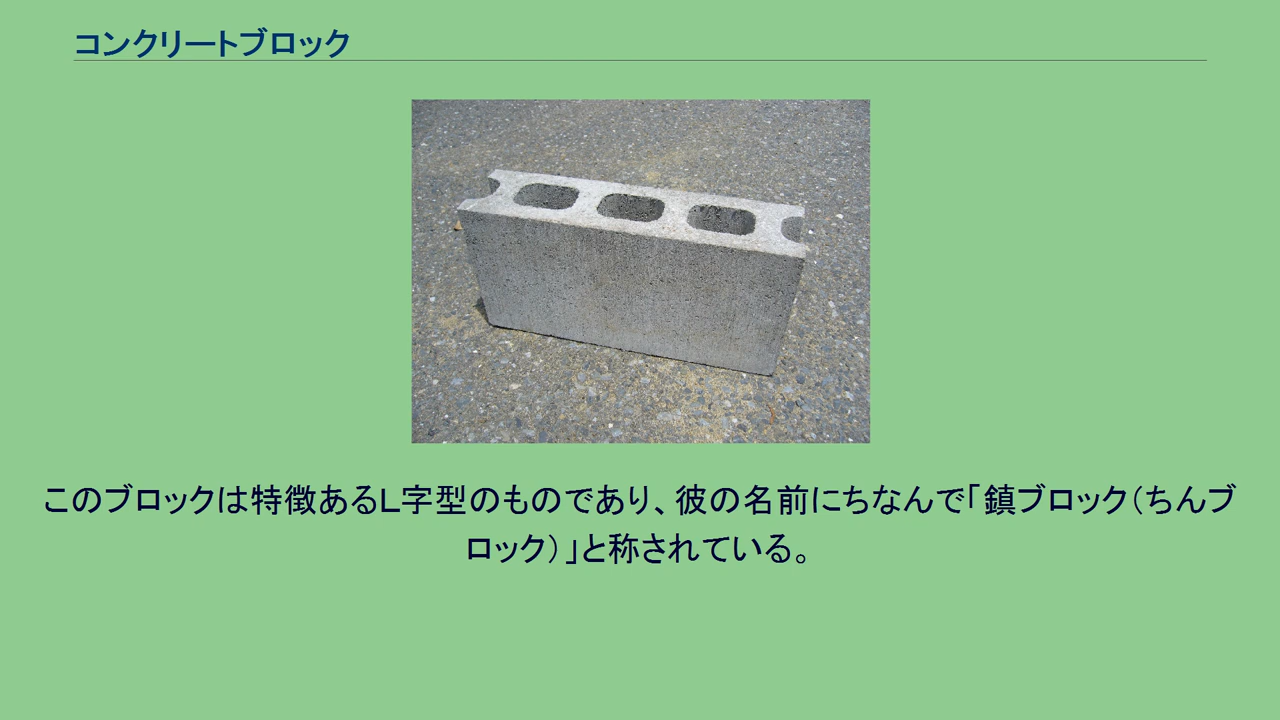 コンクリートブロック
このブロックは特徴あるL字型のものであり、彼の名前にちなんで「鎮ブロック（ちんブ
ロック）」と称されている。